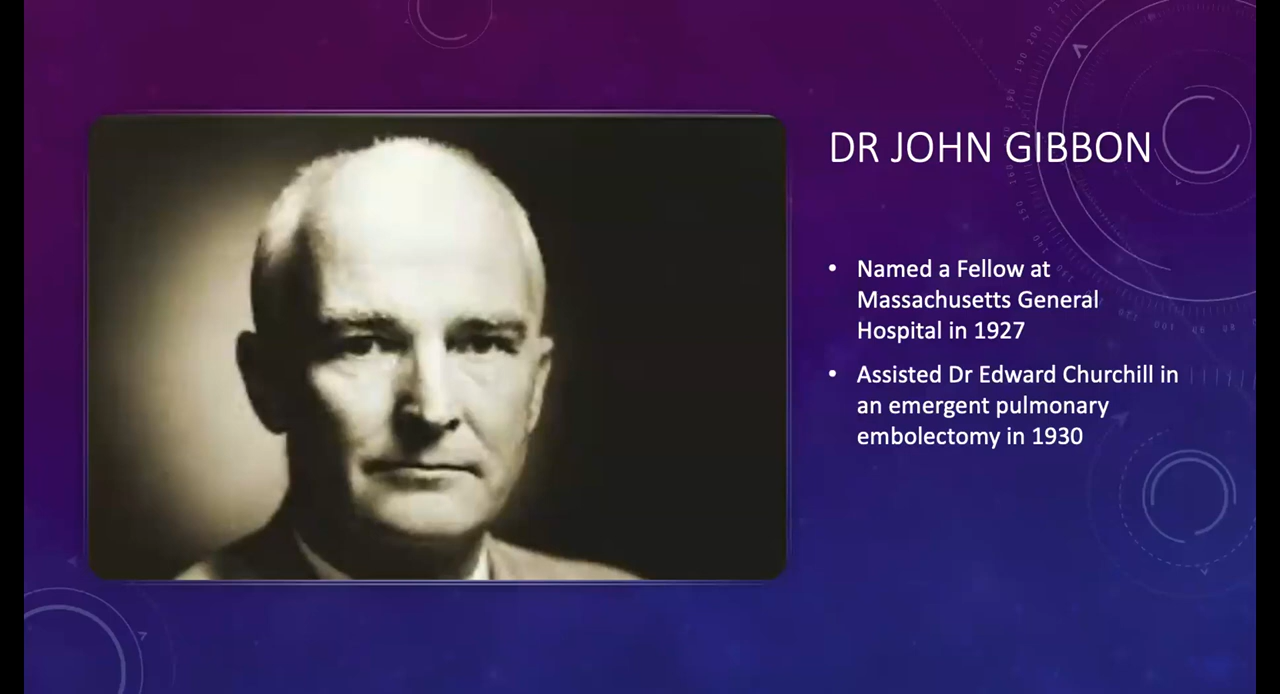 DR JOHN GIBBON
• Named a Fellow at
Massachusetts General
Hospital in 1927
• Assisted Dr Edward Churchill in
an emergent pulmonary
embolectomy in 1930